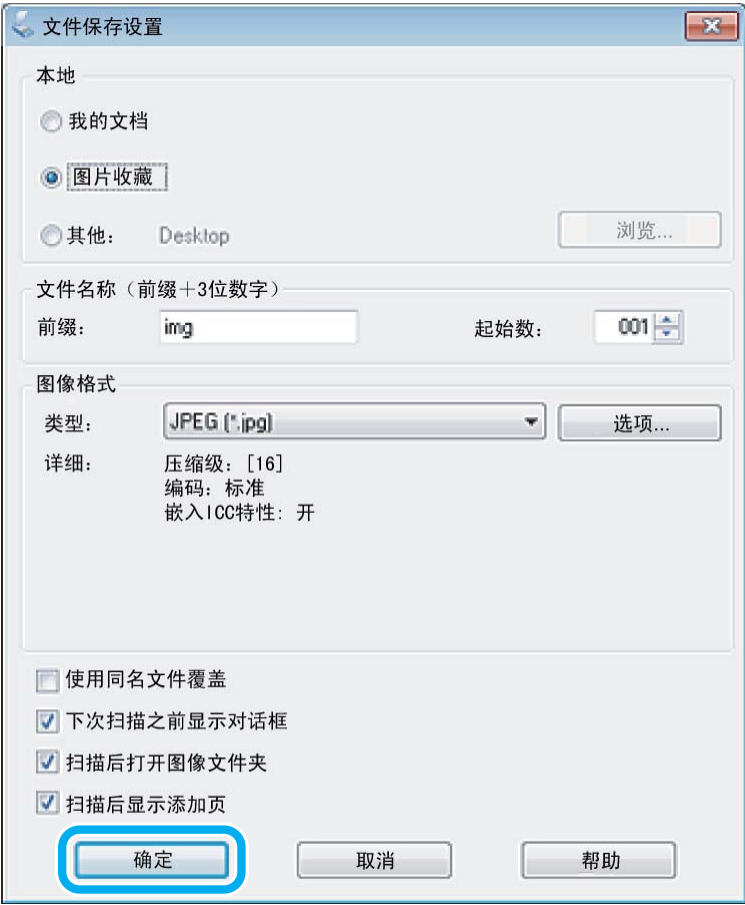 文件保存设置
本地
我的文档
图片收藏
其他: Desktop 浏览...
文件名称（前缀+3位数字）
前缀: img 起始数: 001
图像格式
类型: JPEG (*.jpg) 选项...
详细: 压缩级: [16]
编码: 标准
嵌入ICC特性: 开
使用同名文件覆盖
下次扫描之前显示对话框
扫描后打开图像文件夹
扫描后显示添加页
确定 取消 帮助